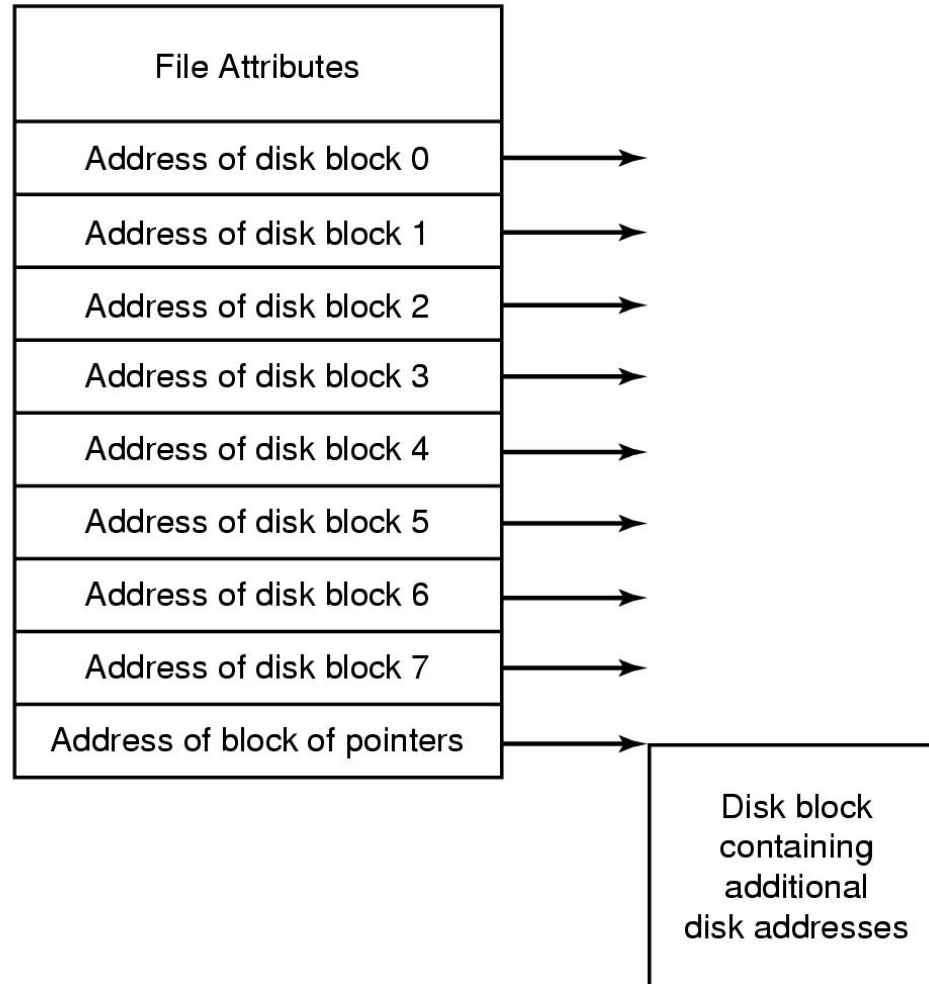 File Attributes
Address of disk block 0
Address of disk block 1
Address of disk block 2
Address of disk block 3
Address of disk block 4
Address of disk block 5
Address of disk block 6
Address of disk block 7
Address of block of pointers
Disk block
containing
additional
disk addresses